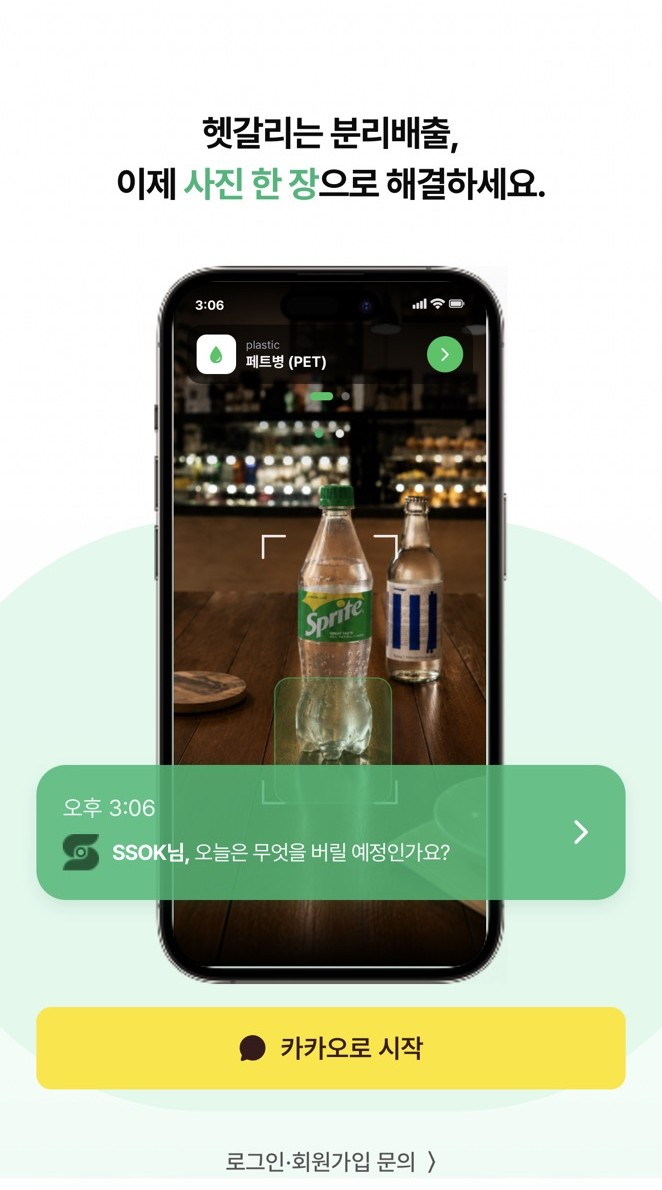 헷갈리는 분리배출,
이제 사진 한 장으로 해결하세요.
3:06
plastic
페트병 (PET)
Sprite
오후 3:06
SSOK님, 오늘은 무엇을 버릴 예정인가요?
카카오로 시작
로그인·회원가입 문의 〉